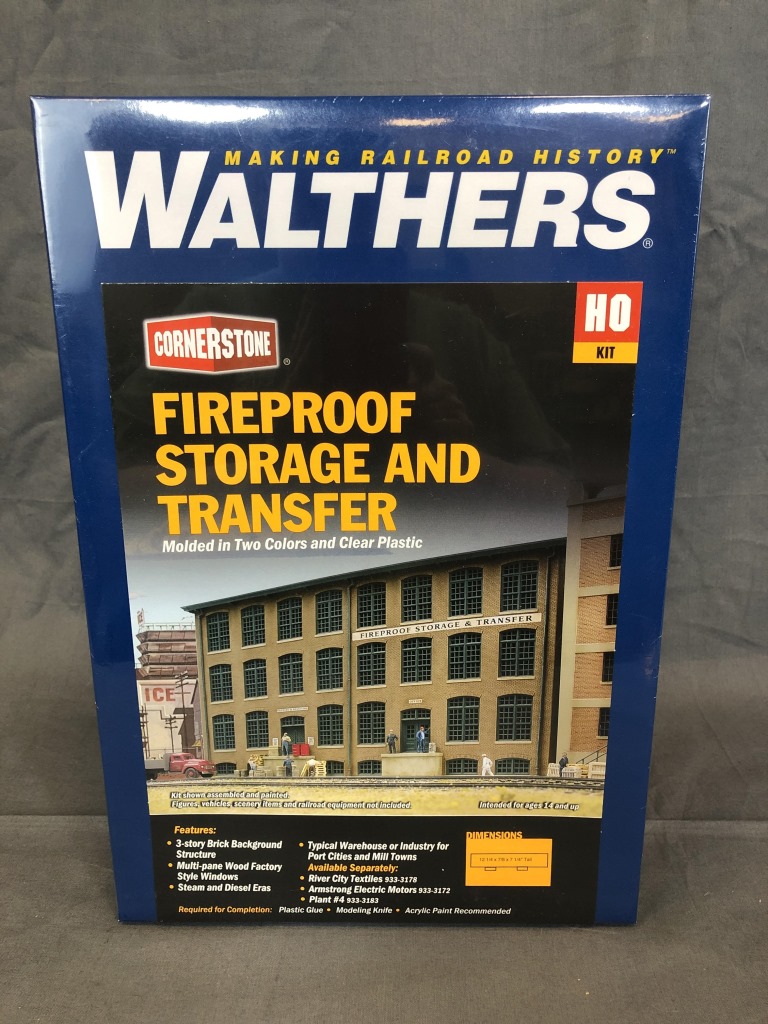 MAKING RAILROAD HISTORY™
WALTHERS®
CORNERSTONE®
HO
KIT
FIREPROOF
STORAGE AND
TRANSFER
Molded in Two Colors and Clear Plastic
FIREPROOF STORAGE & TRANSFER
ICE
Kit shown assembled and painted.
Figures, vehicles, scenery items and railroad equipment not included.
Intended for ages 14 and up
Features:
• 3-story Brick Background
Structure
• Multi-pane Wood Factory
Style Windows
• Steam and Diesel Eras
• Typical Warehouse or Industry for
Port Cities and Mill Towns
Available Separately:
• River City Textiles 933-3178
• Armstrong Electric Motors 933-3172
• Plant #4 933-3183
DIMENSIONS
Required for Completion: Plastic Glue • Modeling Knife • Acrylic Paint Recommended